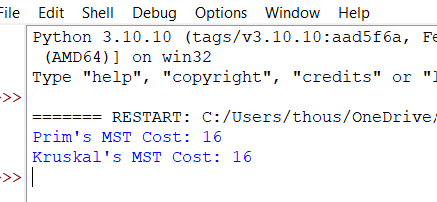 File Edit Shell Debug Options Window Help
Python 3.10.10 (tags/v3.10.10:aad5f6a, Fe
(AMD64)] on win32
Type "help", "copyright", "credits" or "l
>>>
======= RESTART: C:/Users/thous/OneDrive/
Prim's MST Cost: 16
Kruskal's MST Cost: 16
>>>